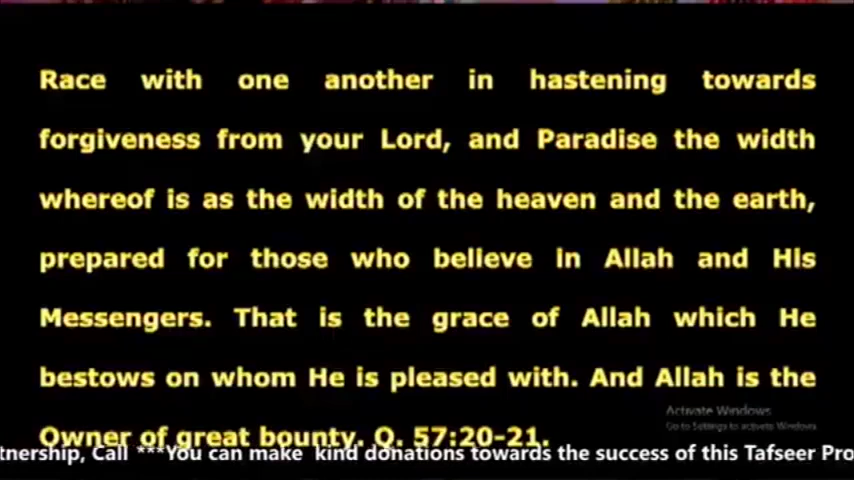 Race with one another in hastening towards
forgiveness from your Lord, and Paradise the width
whereof is as the width of the heaven and the earth,
prepared for those who believe in Allah and His
Messengers. That is the grace of Allah which He
bestows on whom He is pleased with. And Allah is the
Activate Windows
Go to Settings to activate Windows
Owner of great bounty. Q. 57:20-21.
tnership, Call ***You can make kind donations towards the success of this Tafseer Pro